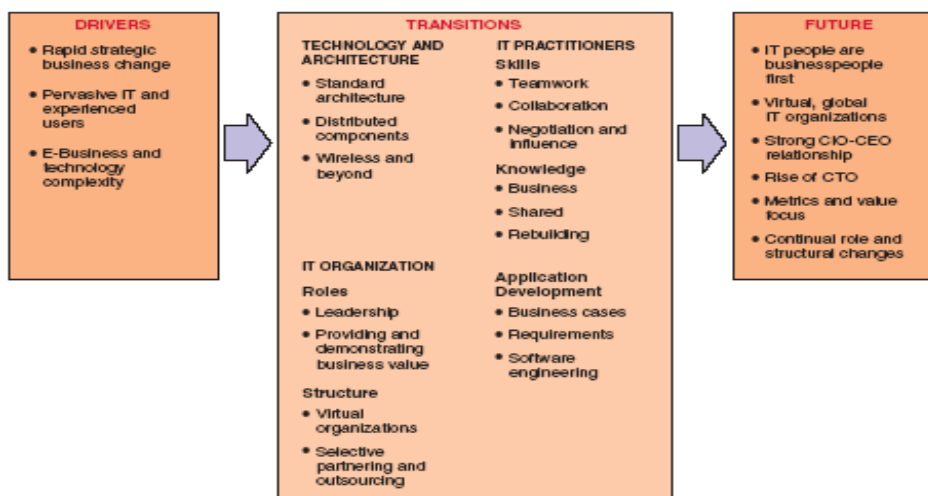 DRIVERS
• Rapid strategic
business change
• Pervasive IT and
experienced
users
• E-Business and
technology
complexity
TRANSITIONS
TECHNOLOGY AND
ARCHITECTURE
• Standard
architecture
• Distributed
components
• Wireless and
beyond
IT ORGANIZATION
Roles
• Leadership
• Providing and
demonstrating
business value
Structure
• Virtual
organizations
• Selective
partnering and
outsourcing
IT PRACTITIONERS
Skills
• Teamwork
• Collaboration
• Negotiation and
influence
Knowledge
• Business
• Shared
• Rebuilding
Application
Development
• Business cases
• Requirements
• Software
engineering
FUTURE
• IT people are
businesspeople
first
• Virtual, global
IT organizations
• Strong CIO-CEO
relationship
• Rise of CTO
• Metrics and value
focus
• Continual role and
structural changes